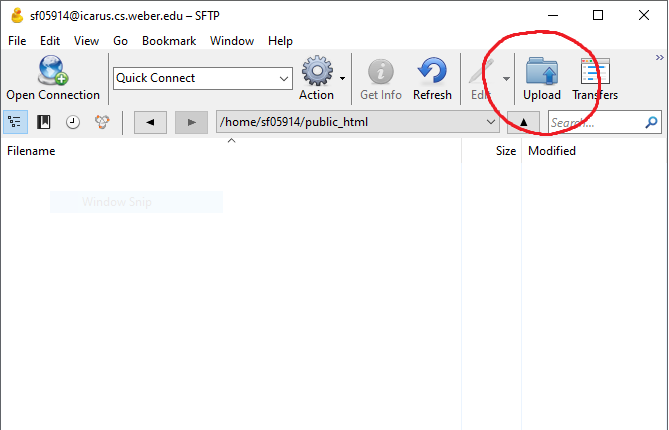 sf05914@icarus.cs.weber.edu – SFTP
File Edit View Go Bookmark Window Help
Open Connection Quick Connect Action Get Info Refresh Edit Upload Transfers
/home/sf05914/public_html Search...
Filename Size Modified
Window Snip